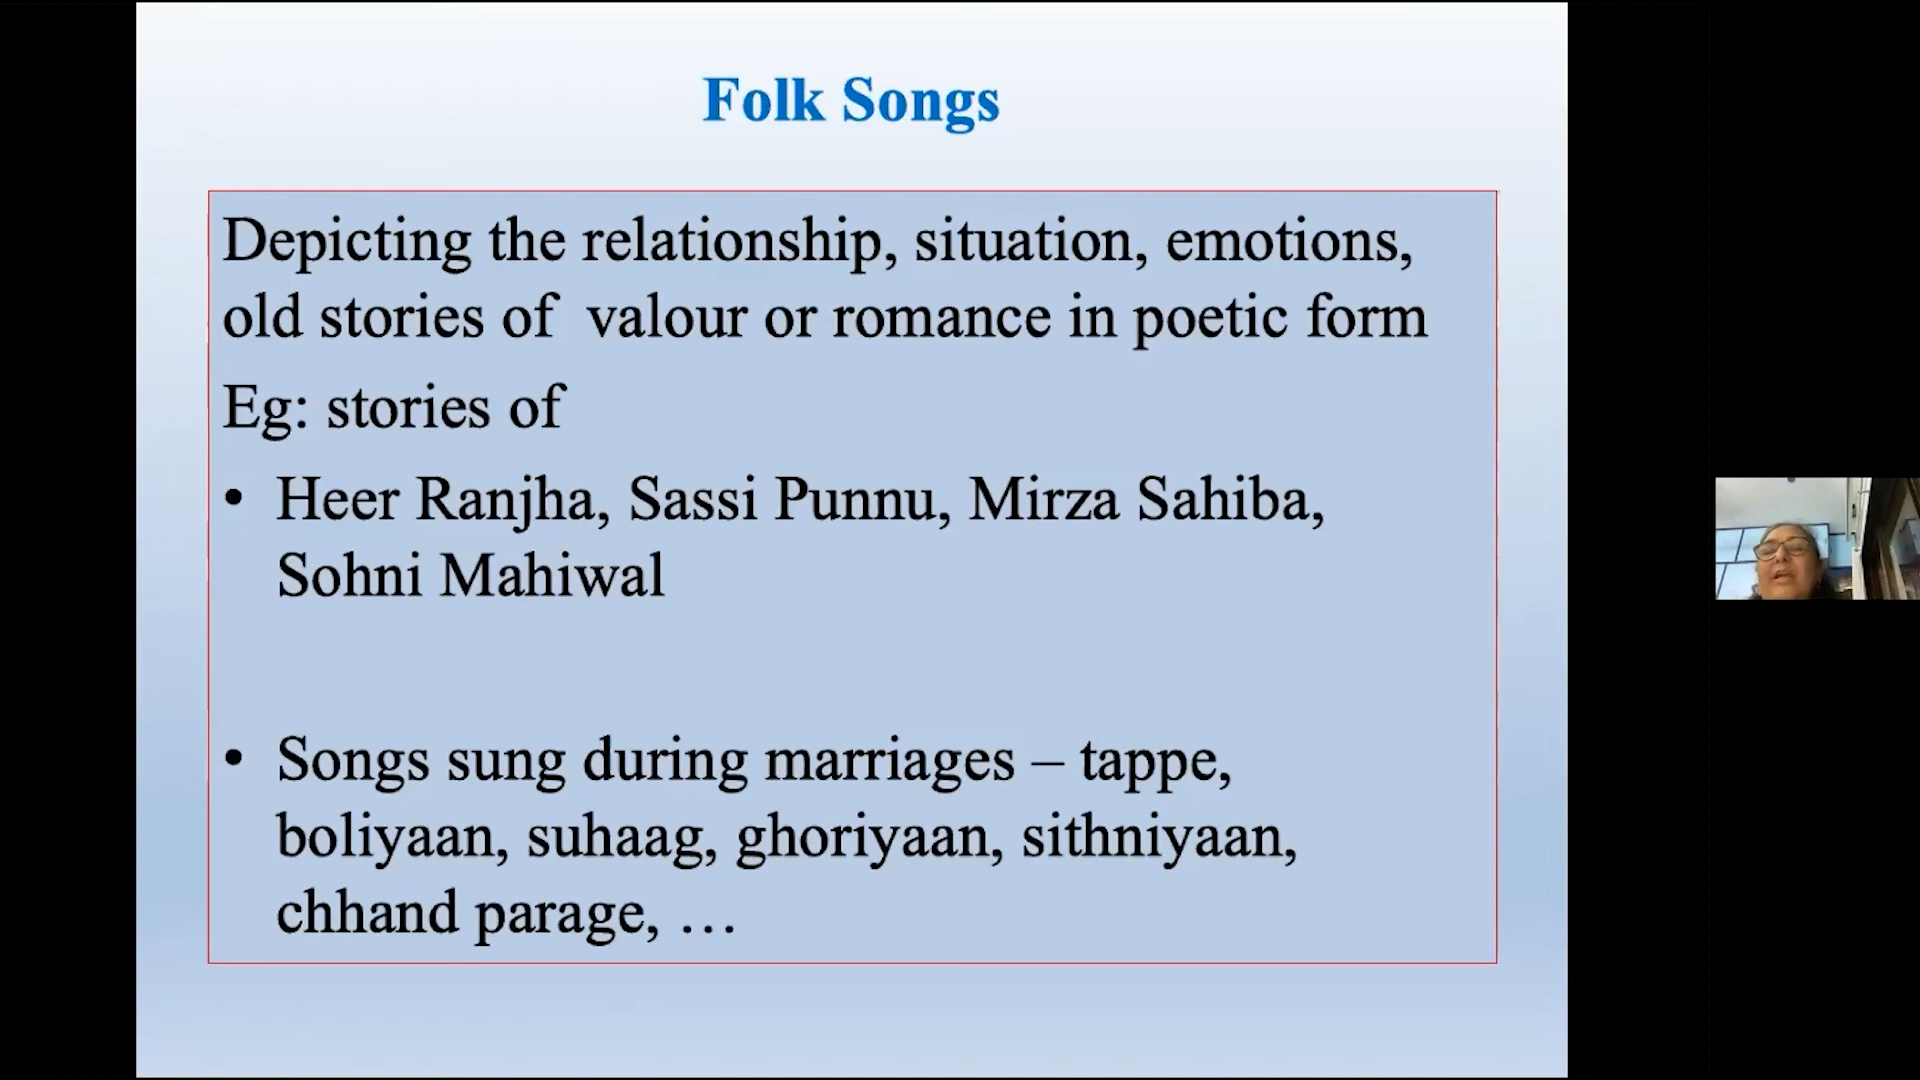 Folk Songs
Depicting the relationship, situation, emotions,
old stories of valour or romance in poetic form
Eg: stories of
• Heer Ranjha, Sassi Punnu, Mirza Sahiba,
Sohni Mahiwal
• Songs sung during marriages – tappe,
boliyaan, suhaag, ghoriyaan, sithniyaan,
chhand parage, …